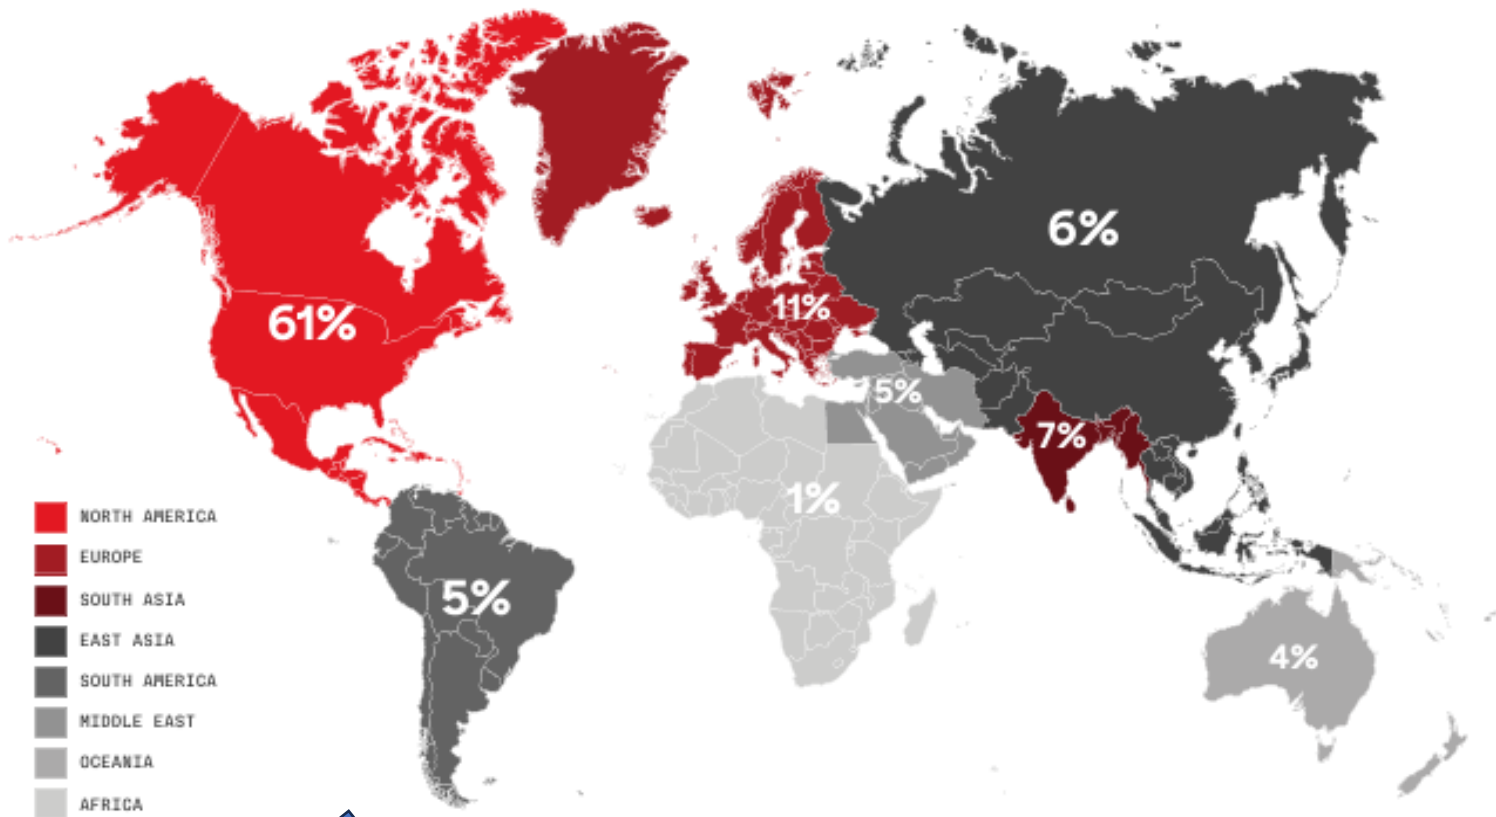 6%
61%
11%
5%
7%
1%
5%
4%
NORTH AMERICA
EUROPE
SOUTH ASIA
EAST ASIA
SOUTH AMERICA
MIDDLE EAST
OCEANIA
AFRICA